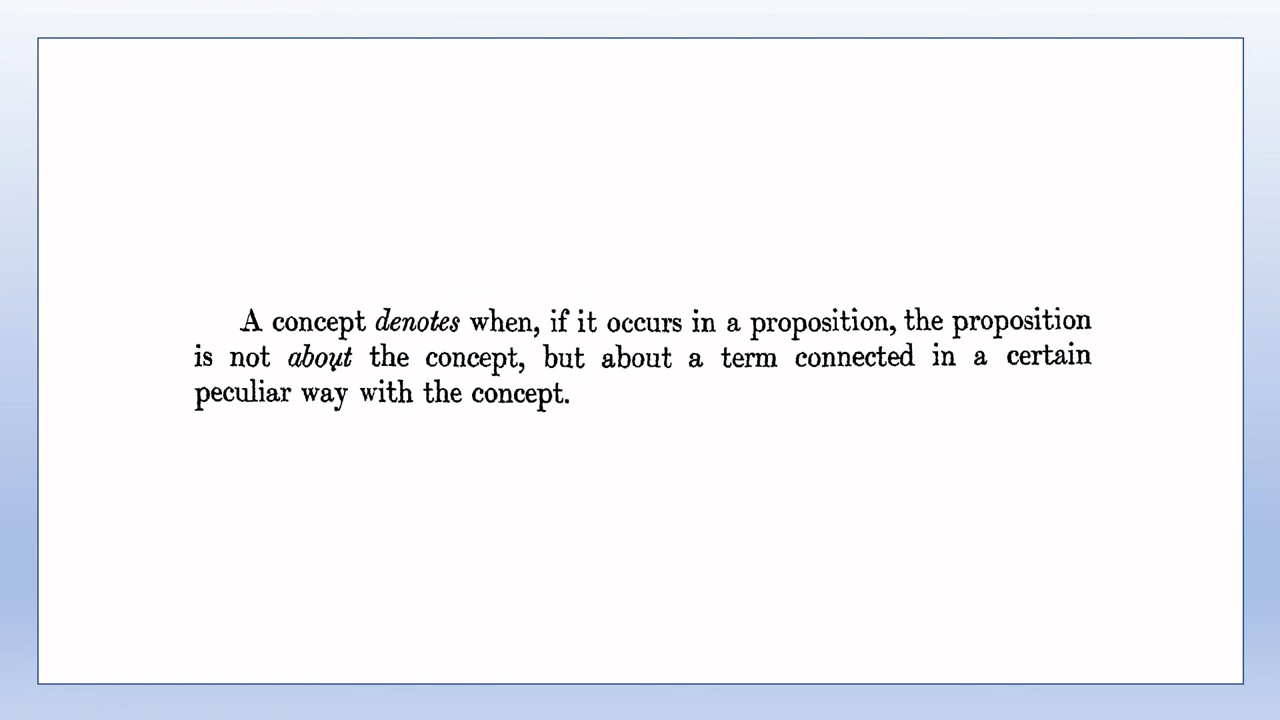 A concept denotes when, if it occurs in a proposition, the proposition
is not about the concept, but about a term connected in a certain
peculiar way with the concept.